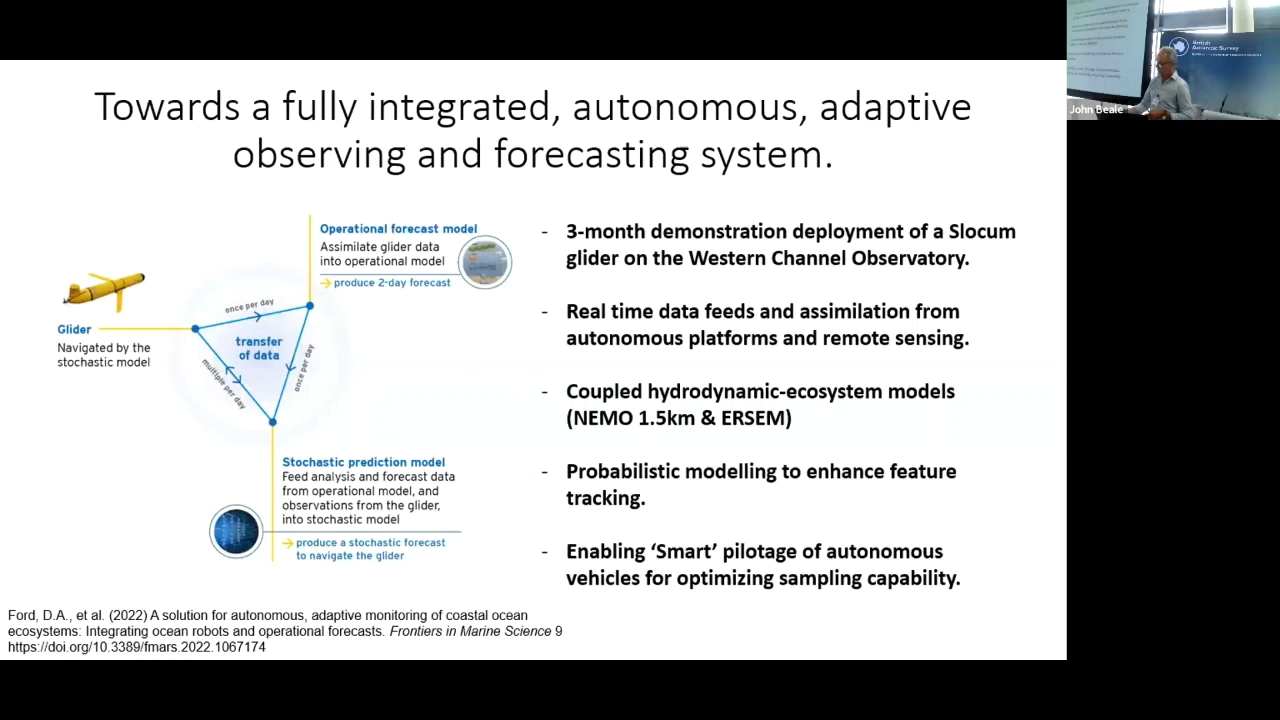 Towards a fully integrated, autonomous, adaptive
observing and forecasting system.
Operational forecast model
Assimilate glider data
into operational model
produce 2-day forecast
Glider
Navigated by the
stochastic model
once per day
transfer
of data
once per day
multiple per day
Stochastic prediction model
Feed analysis and forecast data
from operational model, and
observations from the glider,
into stochastic model
produce a stochastic forecast
to navigate the glider
- 3-month demonstration deployment of a Slocum
glider on the Western Channel Observatory.
- Real time data feeds and assimilation from
autonomous platforms and remote sensing.
- Coupled hydrodynamic-ecosystem models
(NEMO 1.5km & ERSEM)
- Probabilistic modelling to enhance feature
tracking.
- Enabling ‘Smart’ pilotage of autonomous
vehicles for optimizing sampling capability.
Ford, D.A., et al. (2022) A solution for autonomous, adaptive monitoring of coastal ocean
ecosystems: Integrating ocean robots and operational forecasts. Frontiers in Marine Science 9
https://doi.org/10.3389/fmars.2022.1067174
British
Antarctic Survey
John Beale